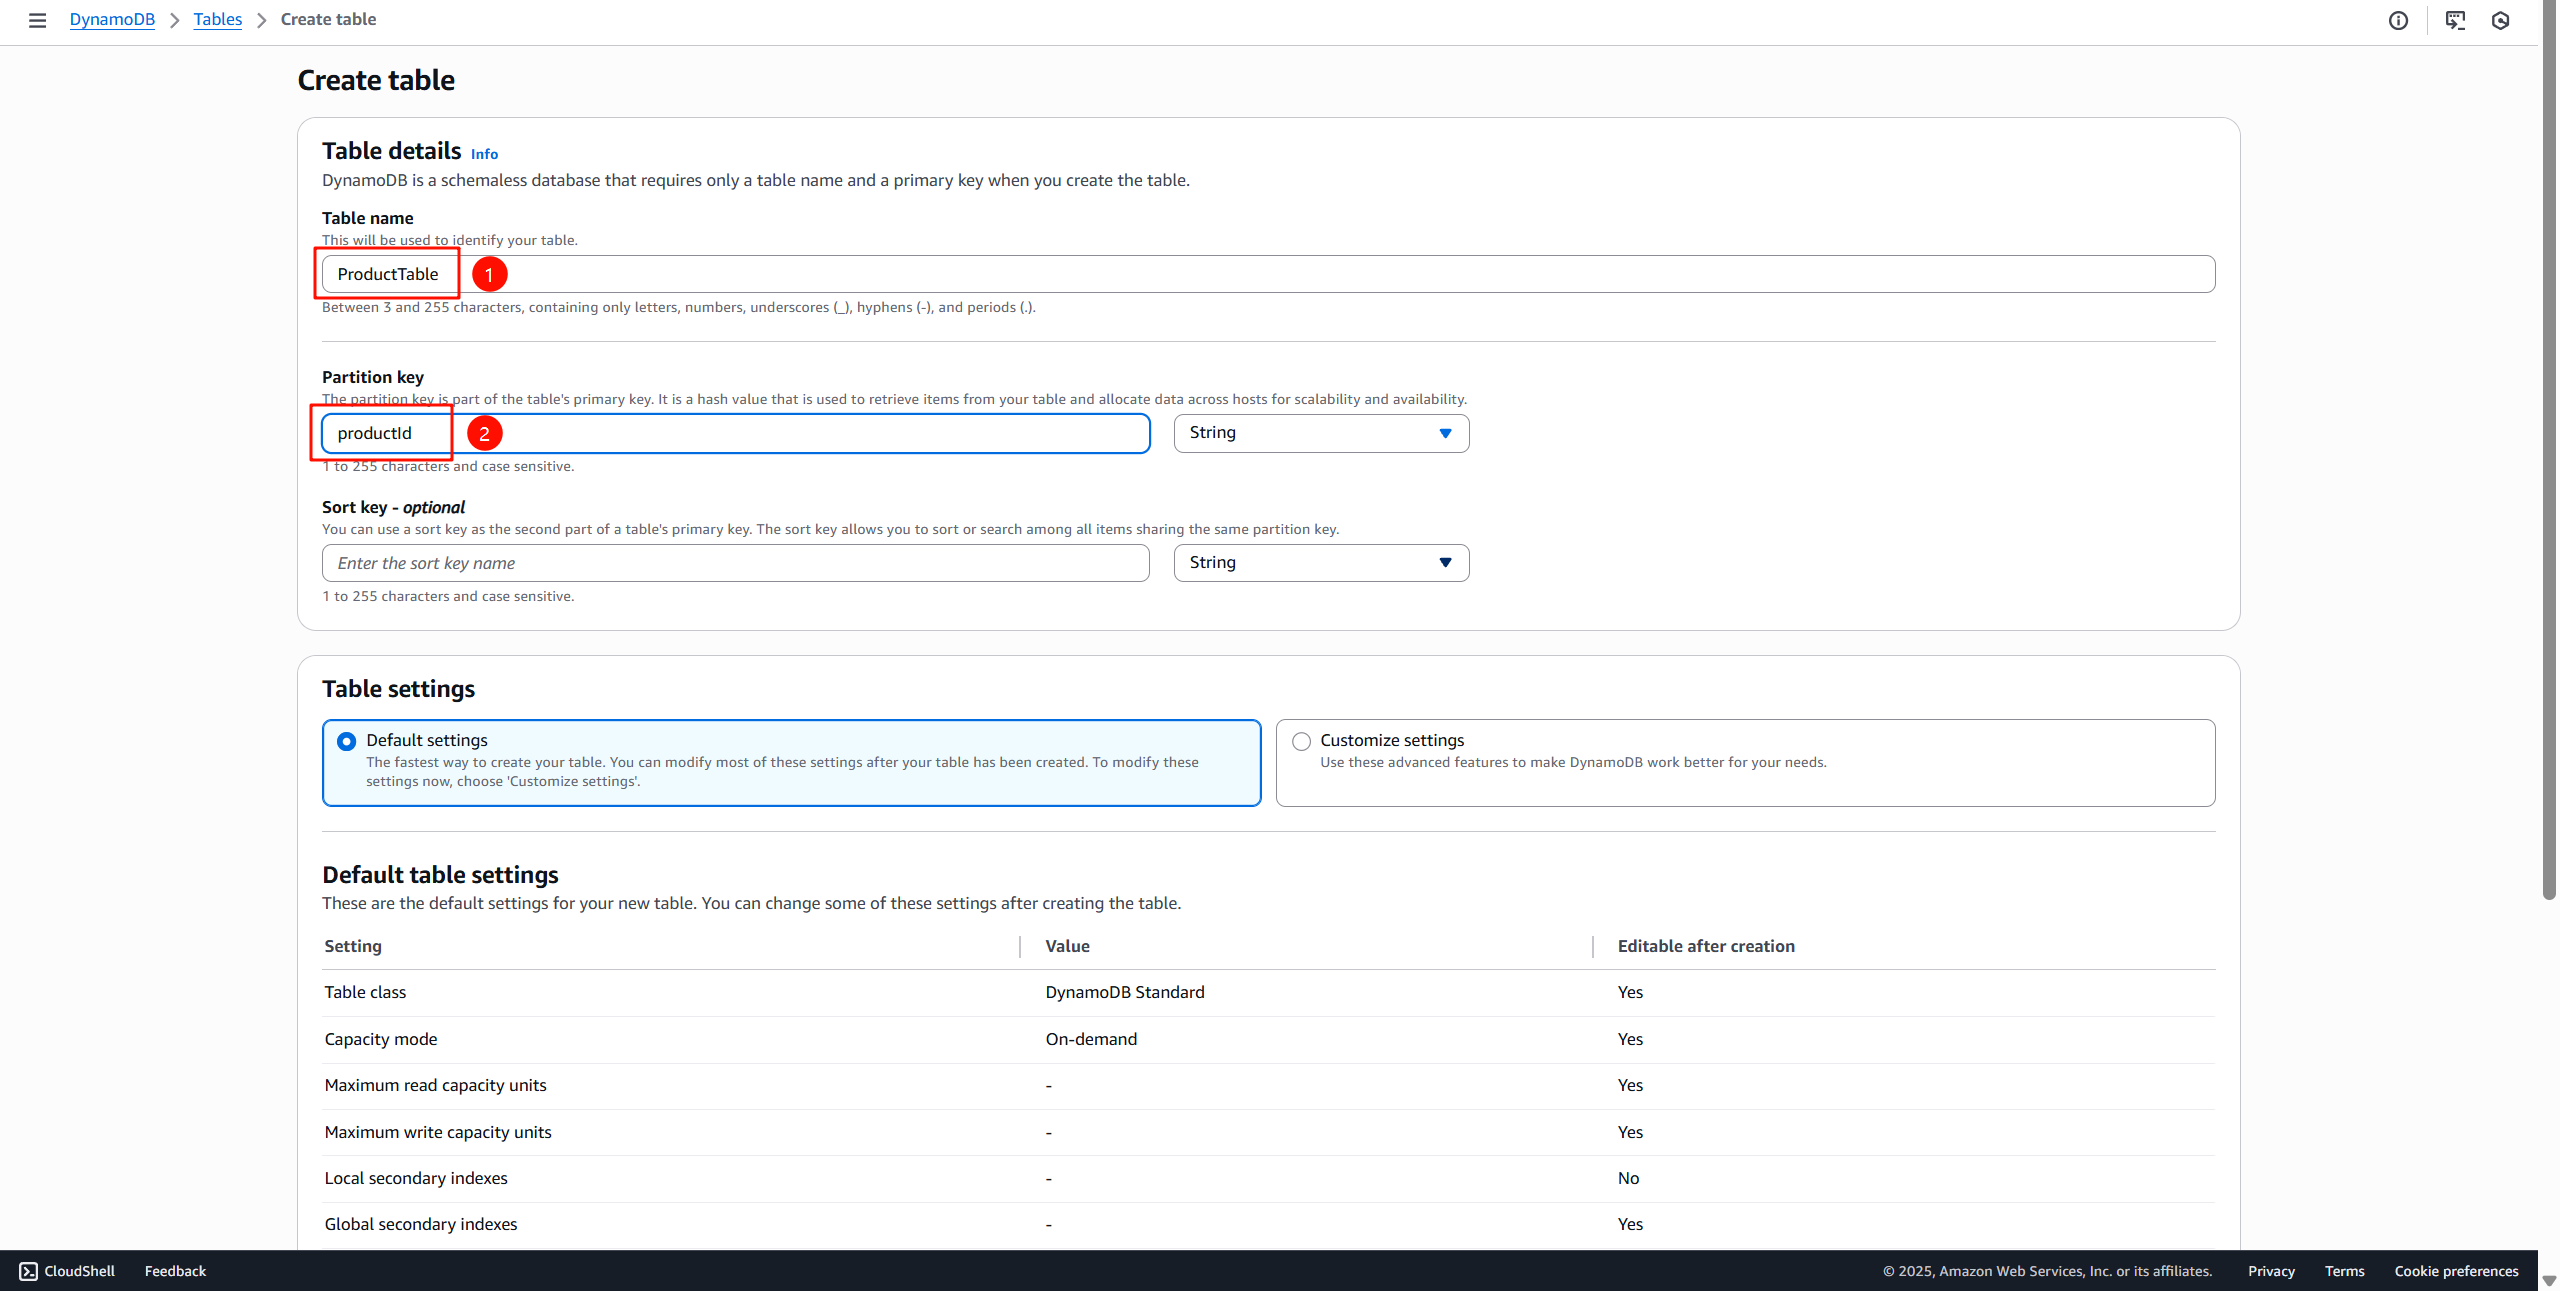 DynamoDB > Tables > Create table
Create table
Table details Info
DynamoDB is a schemaless database that requires only a table name and a primary key when you create the table.
Table name
This will be used to identify your table.
ProductTable 1
Between 3 and 255 characters, containing only letters, numbers, underscores (_), hyphens (-), and periods (.).
Partition key
The partition key is part of the table's primary key. It is a hash value that is used to retrieve items from your table and allocate data across hosts for scalability and availability.
productId 2 String
1 to 255 characters and case sensitive.
Sort key - optional
You can use a sort key as the second part of a table's primary key. The sort key allows you to sort or search among all items sharing the same partition key.
Enter the sort key name String
1 to 255 characters and case sensitive.
Table settings
Default settings
The fastest way to create your table. You can modify most of these settings after your table has been created. To modify these
settings now, choose 'Customize settings'.
Customize settings
Use these advanced features to make DynamoDB work better for your needs.
Default table settings
These are the default settings for your new table. You can change some of these settings after creating the table.
Setting Value Editable after creation
Table class DynamoDB Standard Yes
Capacity mode On-demand Yes
Maximum read capacity units - Yes
Maximum write capacity units - Yes
Local secondary indexes - No
Global secondary indexes - Yes
CloudShell Feedback © 2025, Amazon Web Services, Inc. or its affiliates. Privacy Terms Cookie preferences